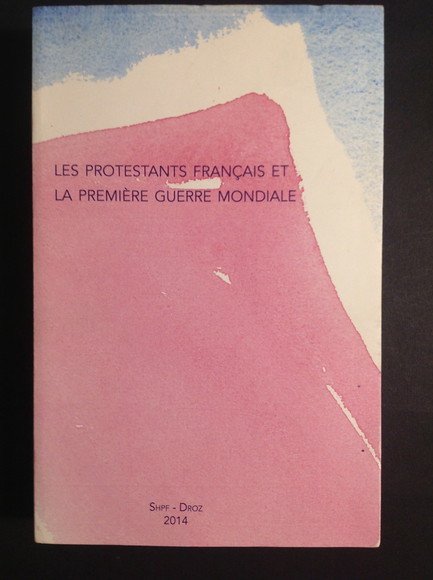 LES PROTESTANTS FRANÇAIS ET
LA PREMIÈRE GUERRE MONDIALE
SHPF - DROZ
2014